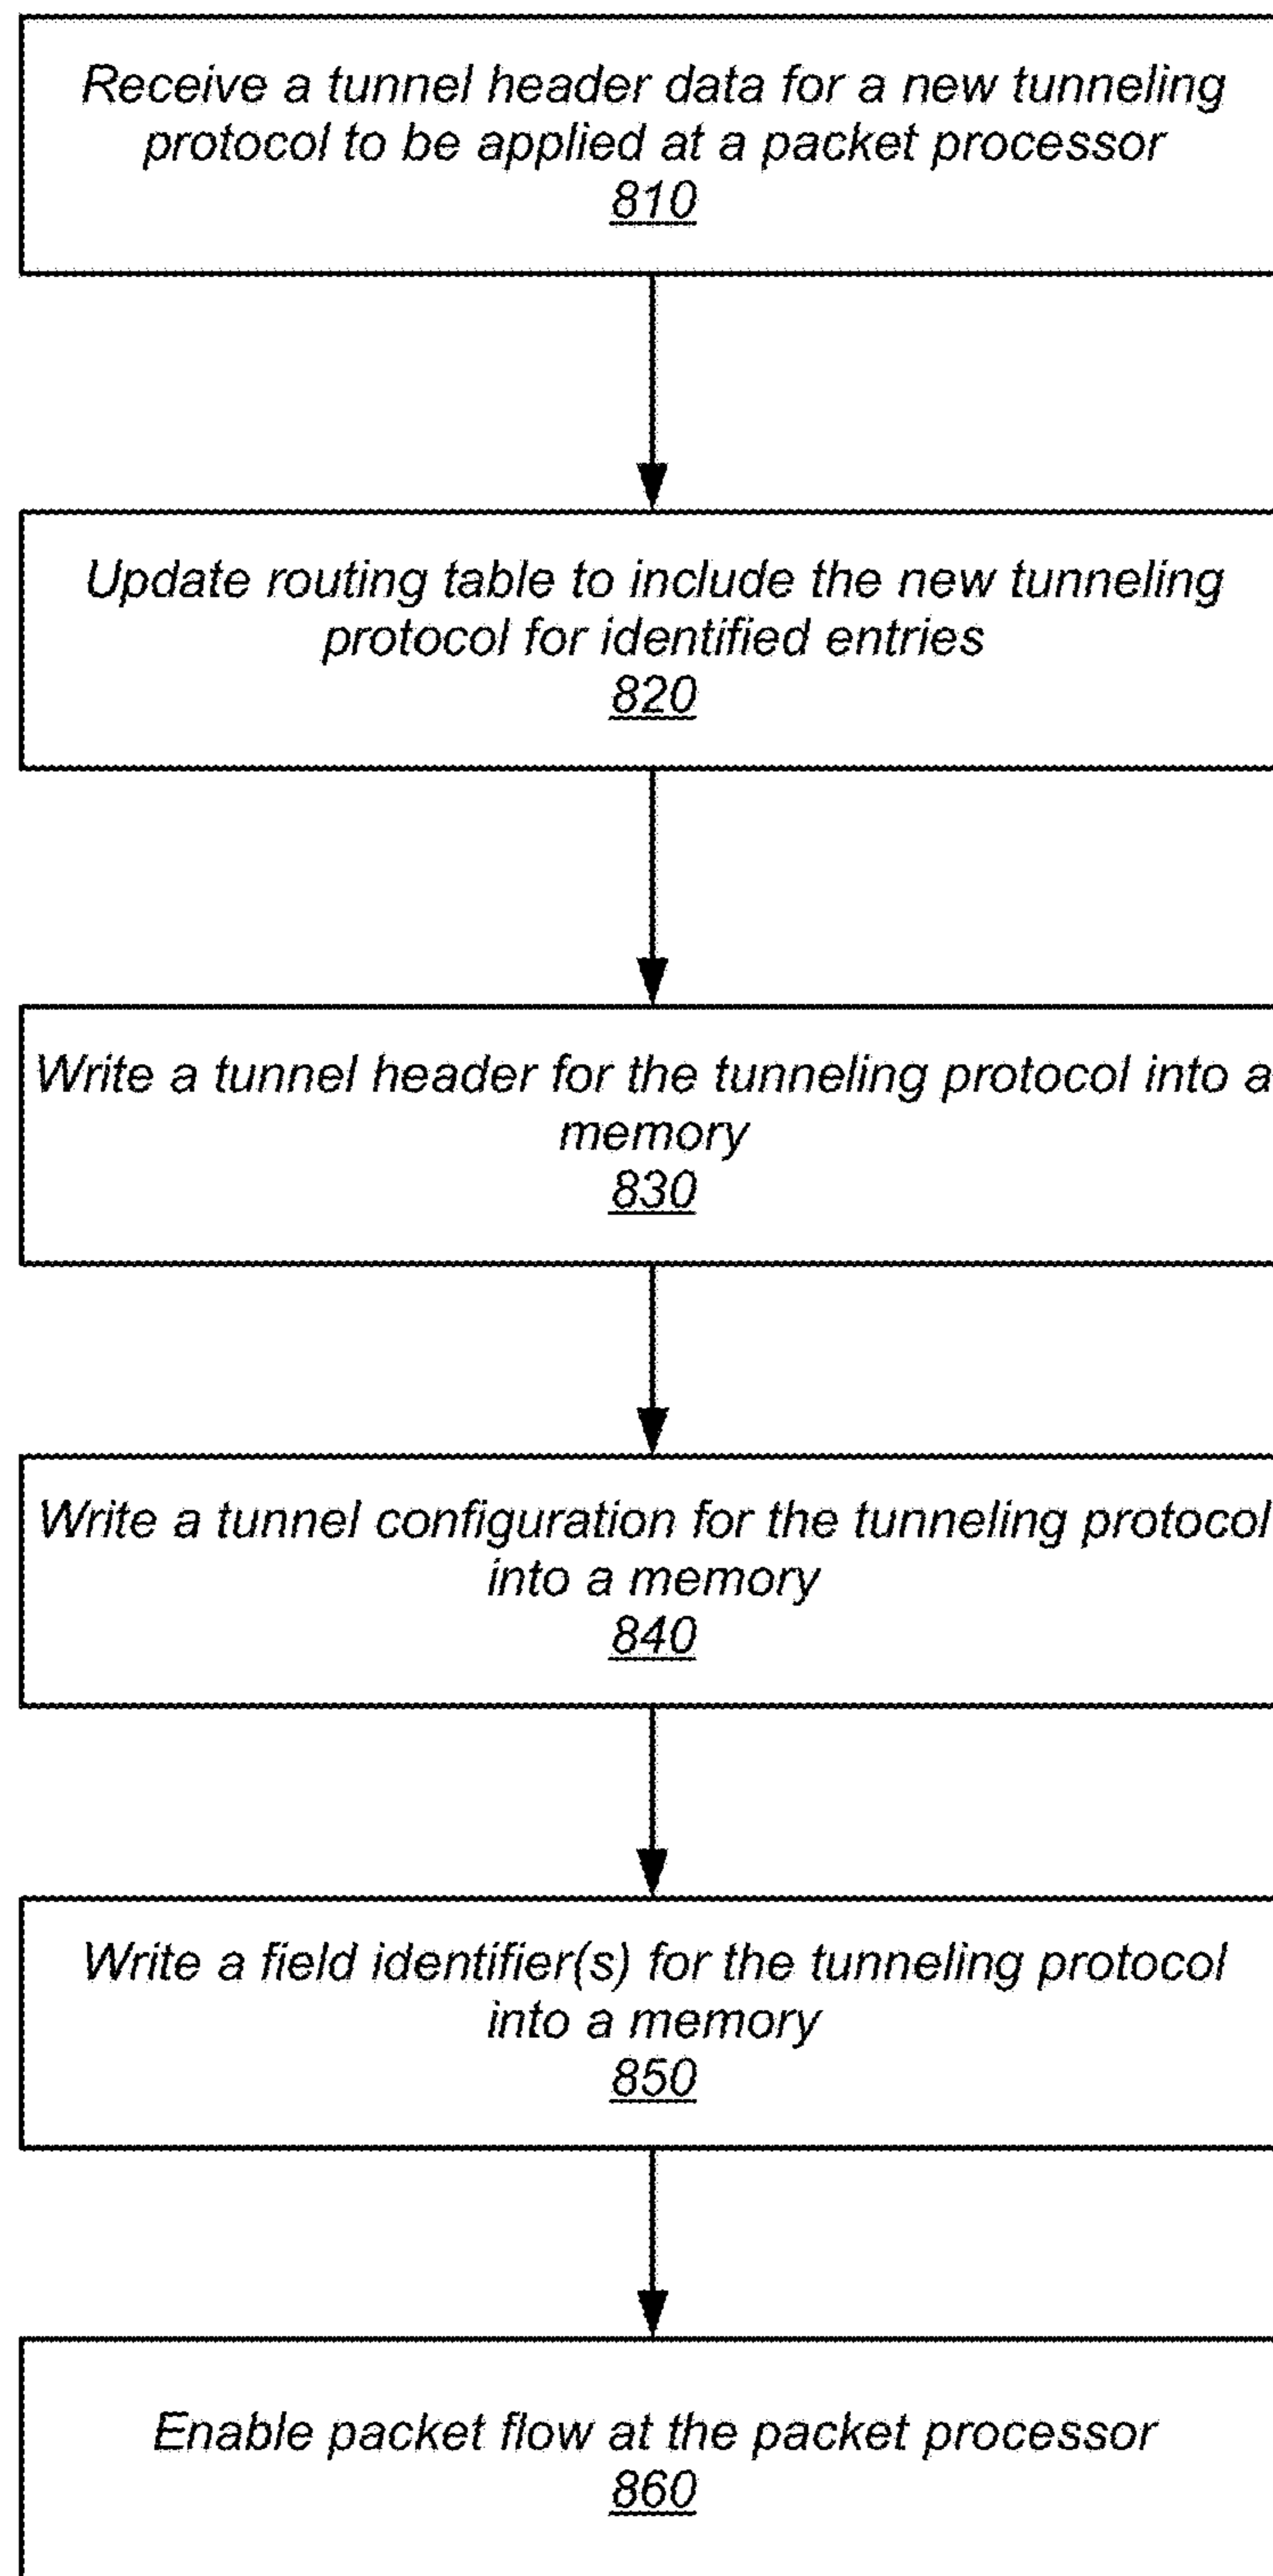 Receive a tunnel header data for a new tunneling
protocol to be applied at a packet processor
810
Update routing table to include the new tunneling
protocol for identified entries
820
Write a tunnel header for the tunneling protocol into a
memory
830
Write a tunnel configuration for the tunneling protocol
into a memory
840
Write a field identifier(s) for the tunneling protocol
into a memory
850
Enable packet flow at the packet processor
860